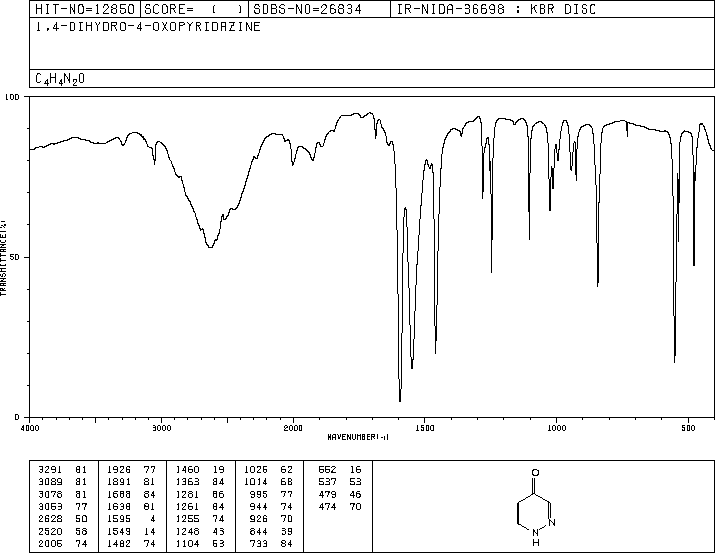 HIT-NO=12850 SCORE= ( ) SDBS-NO=26834 IR-NIDA-36698 : KBR DISC
1,4-DIHYDRO-4-OXOPYRIDAZINE
C4H4N2O
100
50
0
TRANSMITTANCE(%)
4000 3000 2000 1500 1000 500
WAVENUMBER(-1)
3291 81 1926 77 1460 19 1026 62 552 16
3089 81 1891 81 1363 84 1014 68 537 53
3078 81 1688 84 1281 66 995 77 479 46
3053 77 1638 81 1261 84 944 74 474 70
2628 50 1595 4 1255 74 926 70
2520 58 1549 14 1248 43 844 39
2005 74 1482 74 1104 53 733 84
O
N
N
H